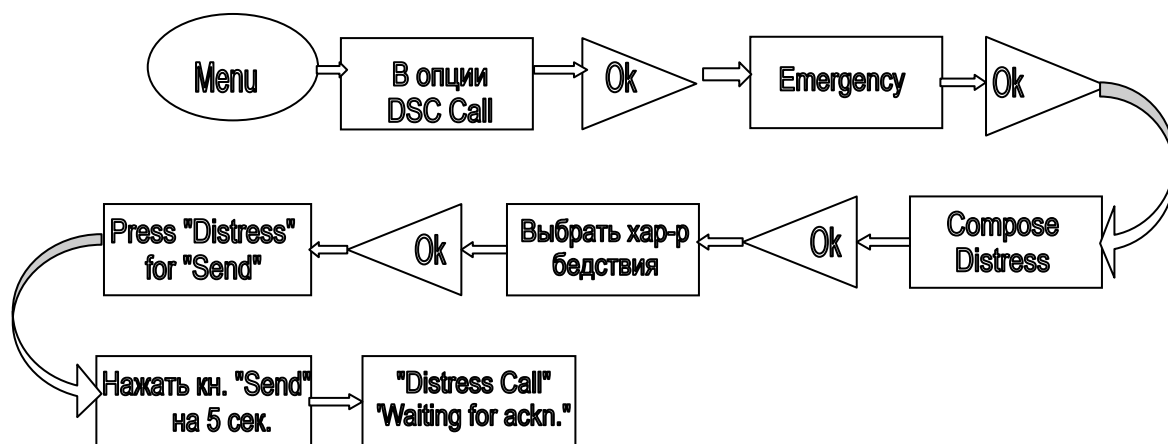 Menu
В опции
DSC Call
Ok
Emergency
Ok
Compose
Distress
Ok
Выбрать хар-р
бедствия
Ok
Press "Distress"
for "Send"
Нажать кн. "Send"
на 5 сек.
"Distress Call"
'Waiting for ackn."